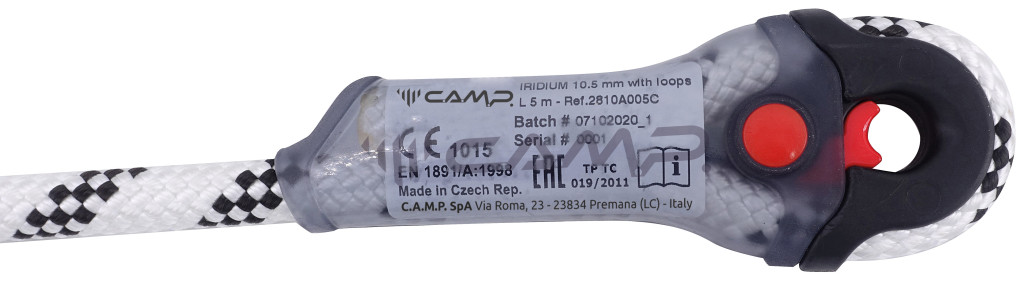 CAMP
IRIDIUM 10.5 mm with loops
L 5 m - Ref.2810A005C
Batch # 07102020_1
Serial # 0001
CE 1015
EN 1891/A:1998
Made in Czech Rep.
EAC
TP TC
019/2011
i
C.A.M.P. SpA Via Roma, 23 - 23834 Premana (LC) - Italy
CAMP